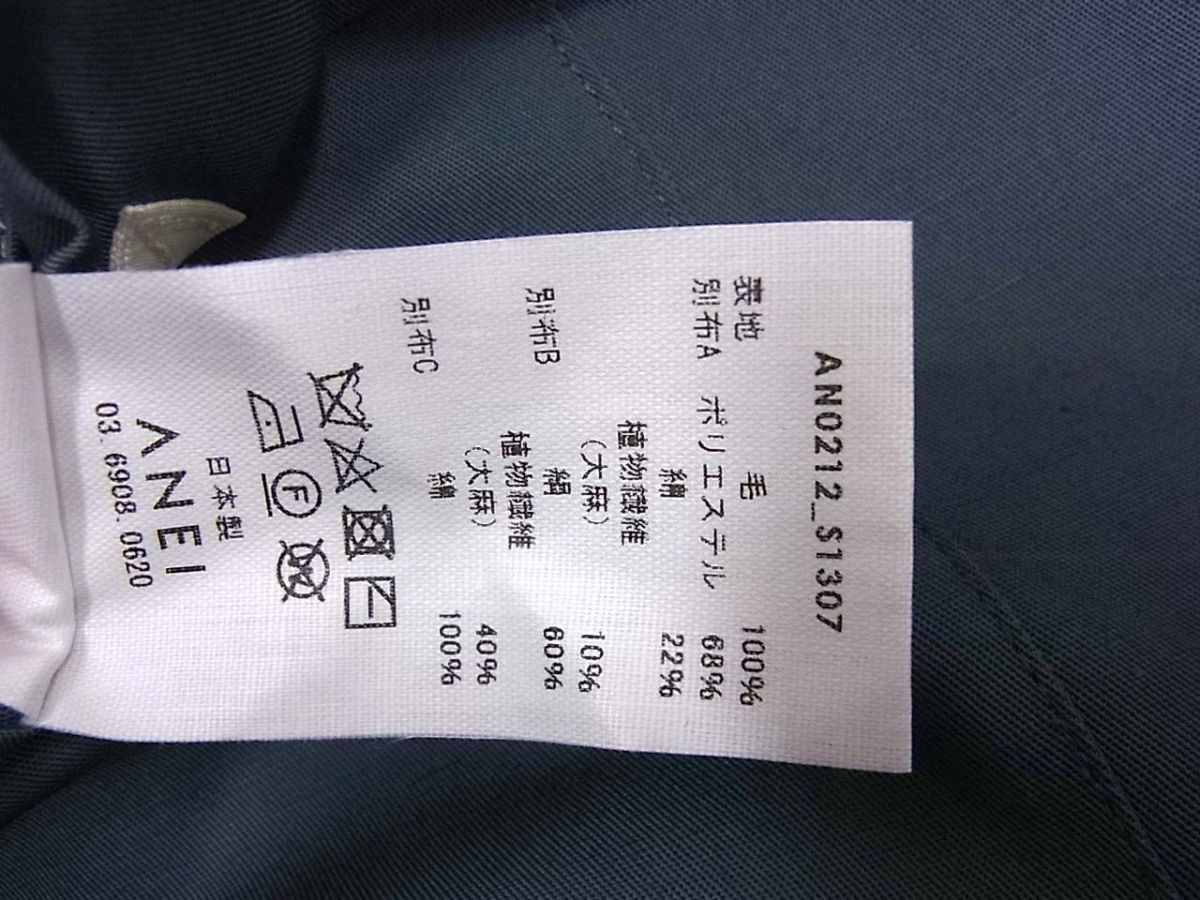 AN0212_S1307
表地 毛 100%
別布A ポリエステル 68%
綿 22%
植物繊維
(大麻) 10%
別布B 綿 60%
植物繊維
(大麻) 40%
別布C 綿 100%
F
日本製
ANEI
03.6908.0620